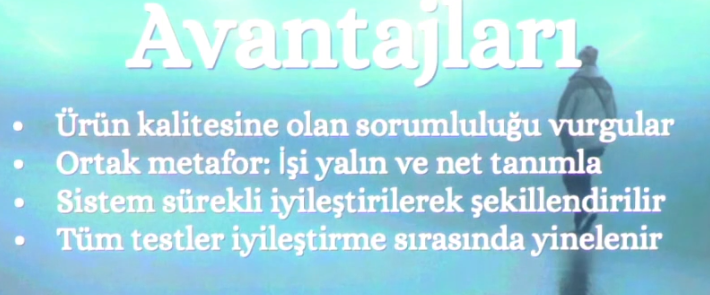 Avantajları
• Ürün kalitesine olan sorumluluğu vurgular
• Ortak metafor: İşi yalın ve net tanımla
• Sistem sürekli iyileştirilerek şekillendirilir
• Tüm testler iyileştirme sırasında yinelenir